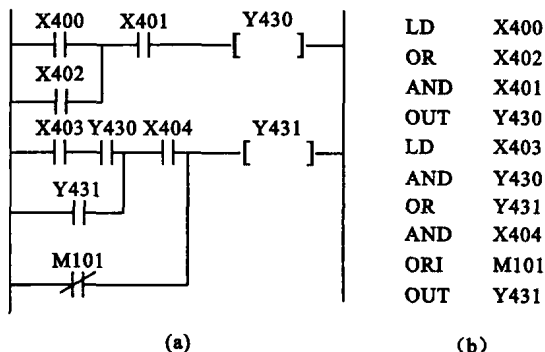 X400 X401 Y430
X402
X403 Y430 X404 Y431
Y431
M101
(a)
LD X400
OR X402
AND X401
OUT Y430
LD X403
AND Y430
OR Y431
AND X404
ORI M101
OUT Y431
(b)